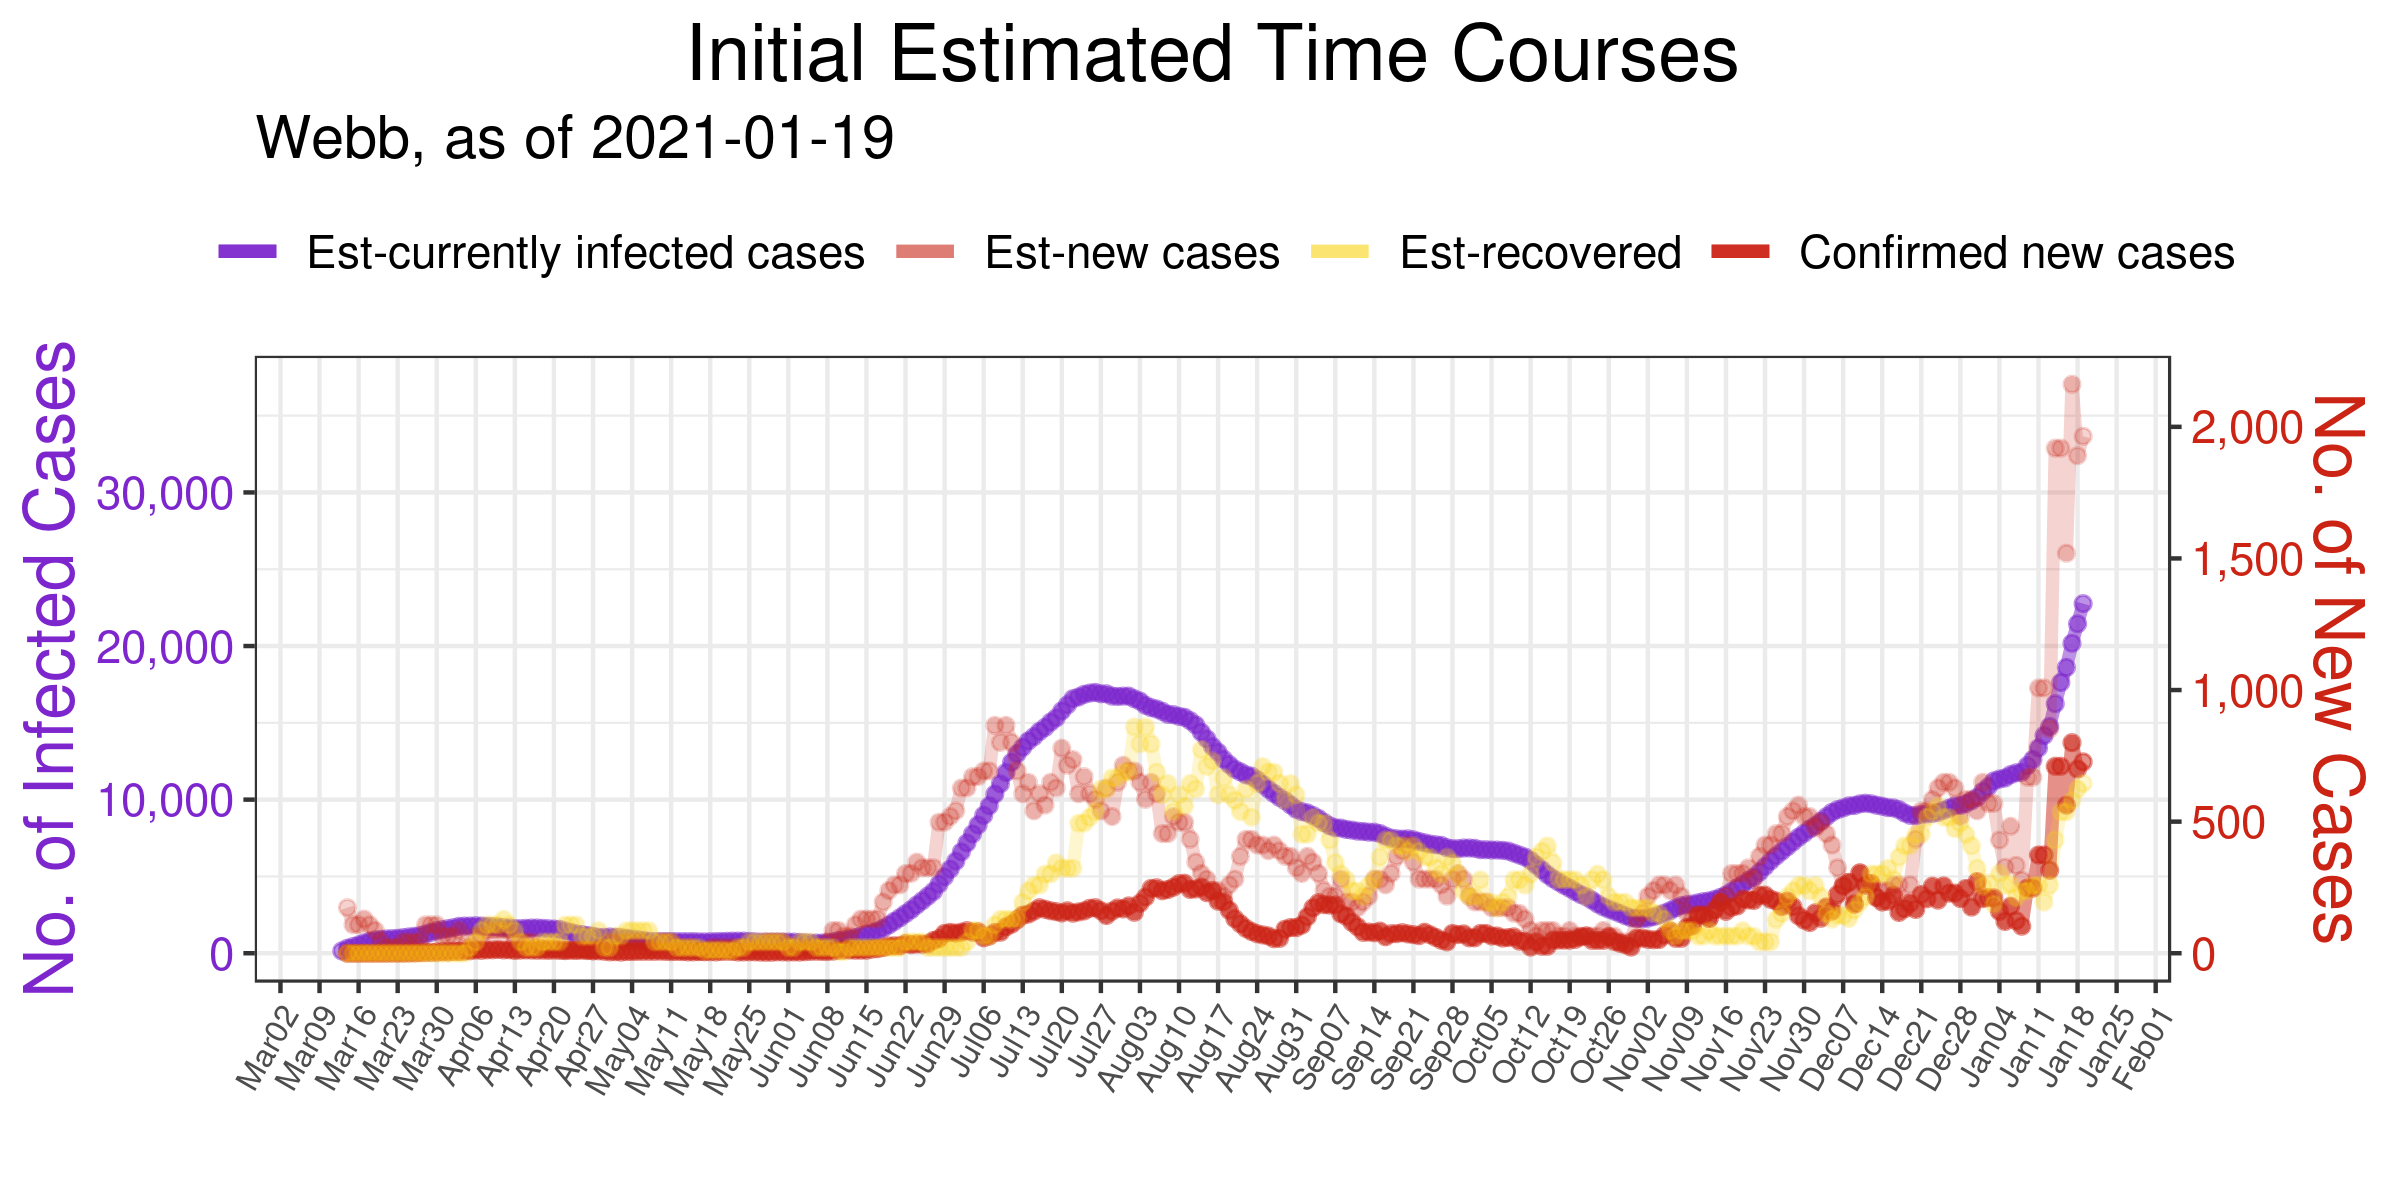 Initial Estimated Time Courses
Webb, as of 2021-01-19
Est-currently infected cases Est-new cases Est-recovered Confirmed new cases
No. of Infected Cases
30,000
20,000
10,000
0
2,000
1,500
1,000
500
0
No. of New Cases
Mar02 Mar09 Mar16 Mar23 Mar30 Apr06 Apr13 Apr20 Apr27 May04 May11 May18 May25 Jun01 Jun08 Jun15 Jun22 Jun29 Jul06 Jul13 Jul20 Jul27 Aug03 Aug10 Aug17 Aug24 Aug31 Sep07 Sep14 Sep21 Sep28 Oct05 Oct12 Oct19 Oct26 Nov02 Nov09 Nov16 Nov23 Nov30 Dec07 Dec14 Dec21 Dec28 Jan04 Jan11 Jan18 Jan25 Feb01